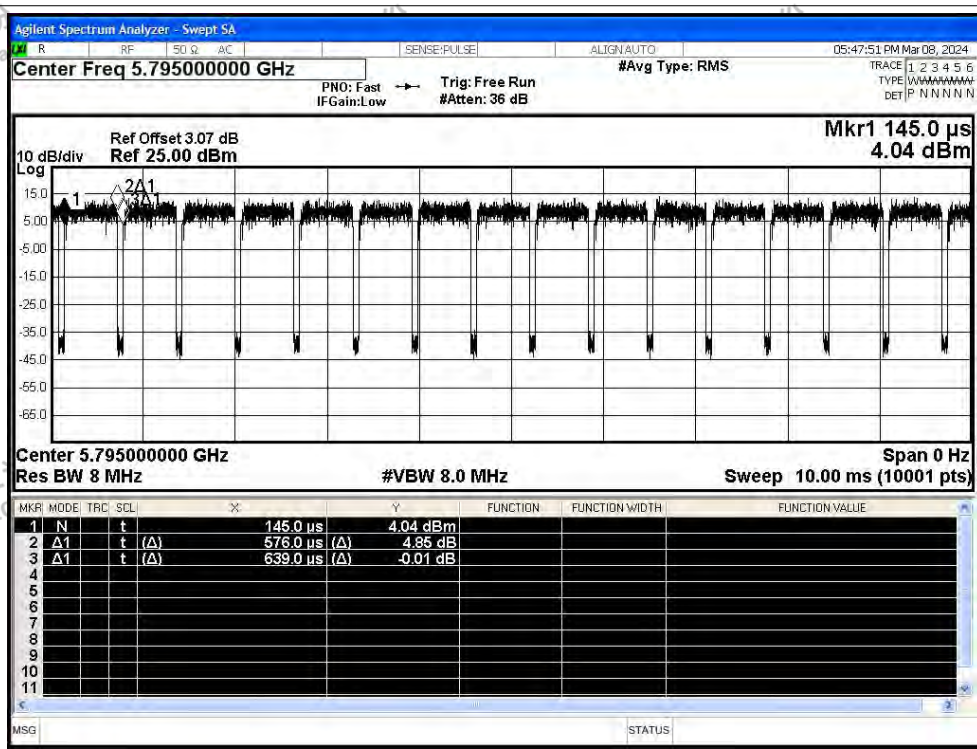 Agilent Spectrum Analyzer - Swept SA
LXI R RF 50 Ω AC SENSE:PULSE ALIGN AUTO 05:47:51 PM Mar 08, 2024
Center Freq 5.795000000 GHz
PNO: Fast
IFGain:Low
Trig: Free Run
#Atten: 36 dB
#Avg Type: RMS
TRACE 1 2 3 4 5 6
TYPE
DET P N N N N N
Mkr1 145.0 µs
4.04 dBm
Ref Offset 3.07 dB
10 dB/div Ref 25.00 dBm
Log
15.0
5.00
-5.00
-15.0
-25.0
-35.0
-45.0
-55.0
-65.0
1
2Δ1
3Δ1
Center 5.795000000 GHz Span 0 Hz
Res BW 8 MHz #VBW 8.0 MHz Sweep 10.00 ms (10001 pts)
MKR MODE TRC SCL X Y FUNCTION FUNCTION WIDTH FUNCTION VALUE
1 N t 145.0 µs 4.04 dBm
2 Δ1 t (Δ) 576.0 µs (Δ) 4.85 dB
3 Δ1 t (Δ) 639.0 µs (Δ) -0.01 dB
4
5
6
7
8
9
10
11
MSG STATUS